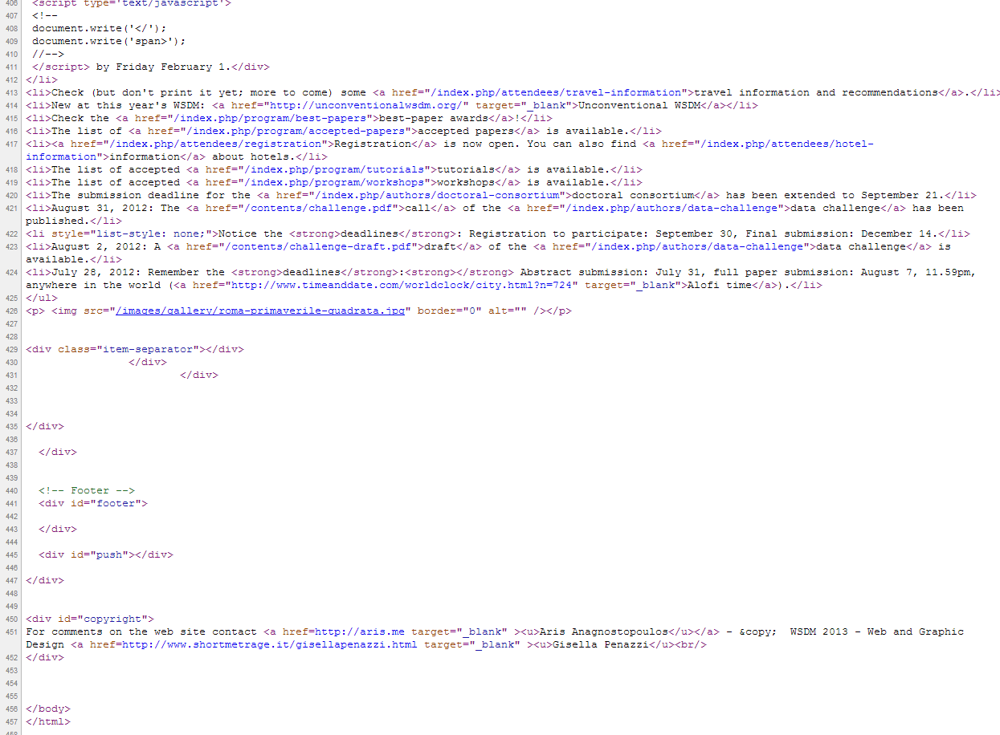 406 <script type='text/javascript'>
407 <!--
408 document.write('</');
409 document.write('span>');
410 //-->
411 </script> by Friday February 1.</div>
412 </li>
413 <li>Check (but don't print it yet; more to come) some <a href="/index.php/attendees/travel-information">travel information and recommendations</a>.</li>
414 <li>New at this year's WSDM: <a href="http://unconventionalwsdm.org/" target="_blank">Unconventional WSDM</a></li>
415 <li>Check the <a href="/index.php/program/best-papers">best-paper awards</a>!</li>
416 <li>The list of <a href="/index.php/program/accepted-papers">accepted papers</a> is available.</li>
417 <li><a href="/index.php/attendees/registration">Registration</a> is now open. You can also find <a href="/index.php/attendees/hotel-
information">information</a> about hotels.</li>
418 <li>The list of accepted <a href="/index.php/program/tutorials">tutorials</a> is available.</li>
419 <li>The list of accepted <a href="/index.php/program/workshops">workshops</a> is available.</li>
420 <li>The submission deadline for the <a href="/index.php/authors/doctoral-consortium">doctoral consortium</a> has been extended to September 21.</li>
421 <li>August 31, 2012: The <a href="/contents/challenge.pdf">call</a> of the <a href="/index.php/authors/data-challenge">data challenge</a> has been
published.</li>
422 <li style="list-style: none;">Notice the <strong>deadlines</strong>: Registration to participate: September 30, Final submission: December 14.</li>
423 <li>August 2, 2012: A <a href="/contents/challenge-draft.pdf">draft</a> of the <a href="/index.php/authors/data-challenge">data challenge</a> is
available.</li>
424 <li>July 28, 2012: Remember the <strong>deadlines</strong>:<strong></strong> Abstract submission: July 31, full paper submission: August 7, 11.59pm,
anywhere in the world (<a href="http://www.timeanddate.com/worldclock/city.html?n=724" target="_blank">Alofi time</a>).</li>
425 </ul>
426 <p> <img src="/images/gallery/roma-primaverile-quadrata.jpg" border="0" alt="" /></p>
427
428
429 <div class="item-separator"></div>
430 </div>
431 </div>
432
433
434
435 </div>
436
437 </div>
438
439
440 <!-- Footer -->
441 <div id="footer">
442
443 </div>
444
445 <div id="push"></div>
446
447 </div>
448
449
450 <div id="copyright">
451 For comments on the web site contact <a href=http://aris.me target="_blank" ><u>Aris Anagnostopoulos</u></a> - &copy;  WSDM 2013 - Web and Graphic
Design <a href=http://www.shortmetrage.it/gisellapenazzi.html target="_blank" ><u>Gisella Penazzi</u><br/>
452 </div>
453
454
455
456 </body>
457 </html>
458